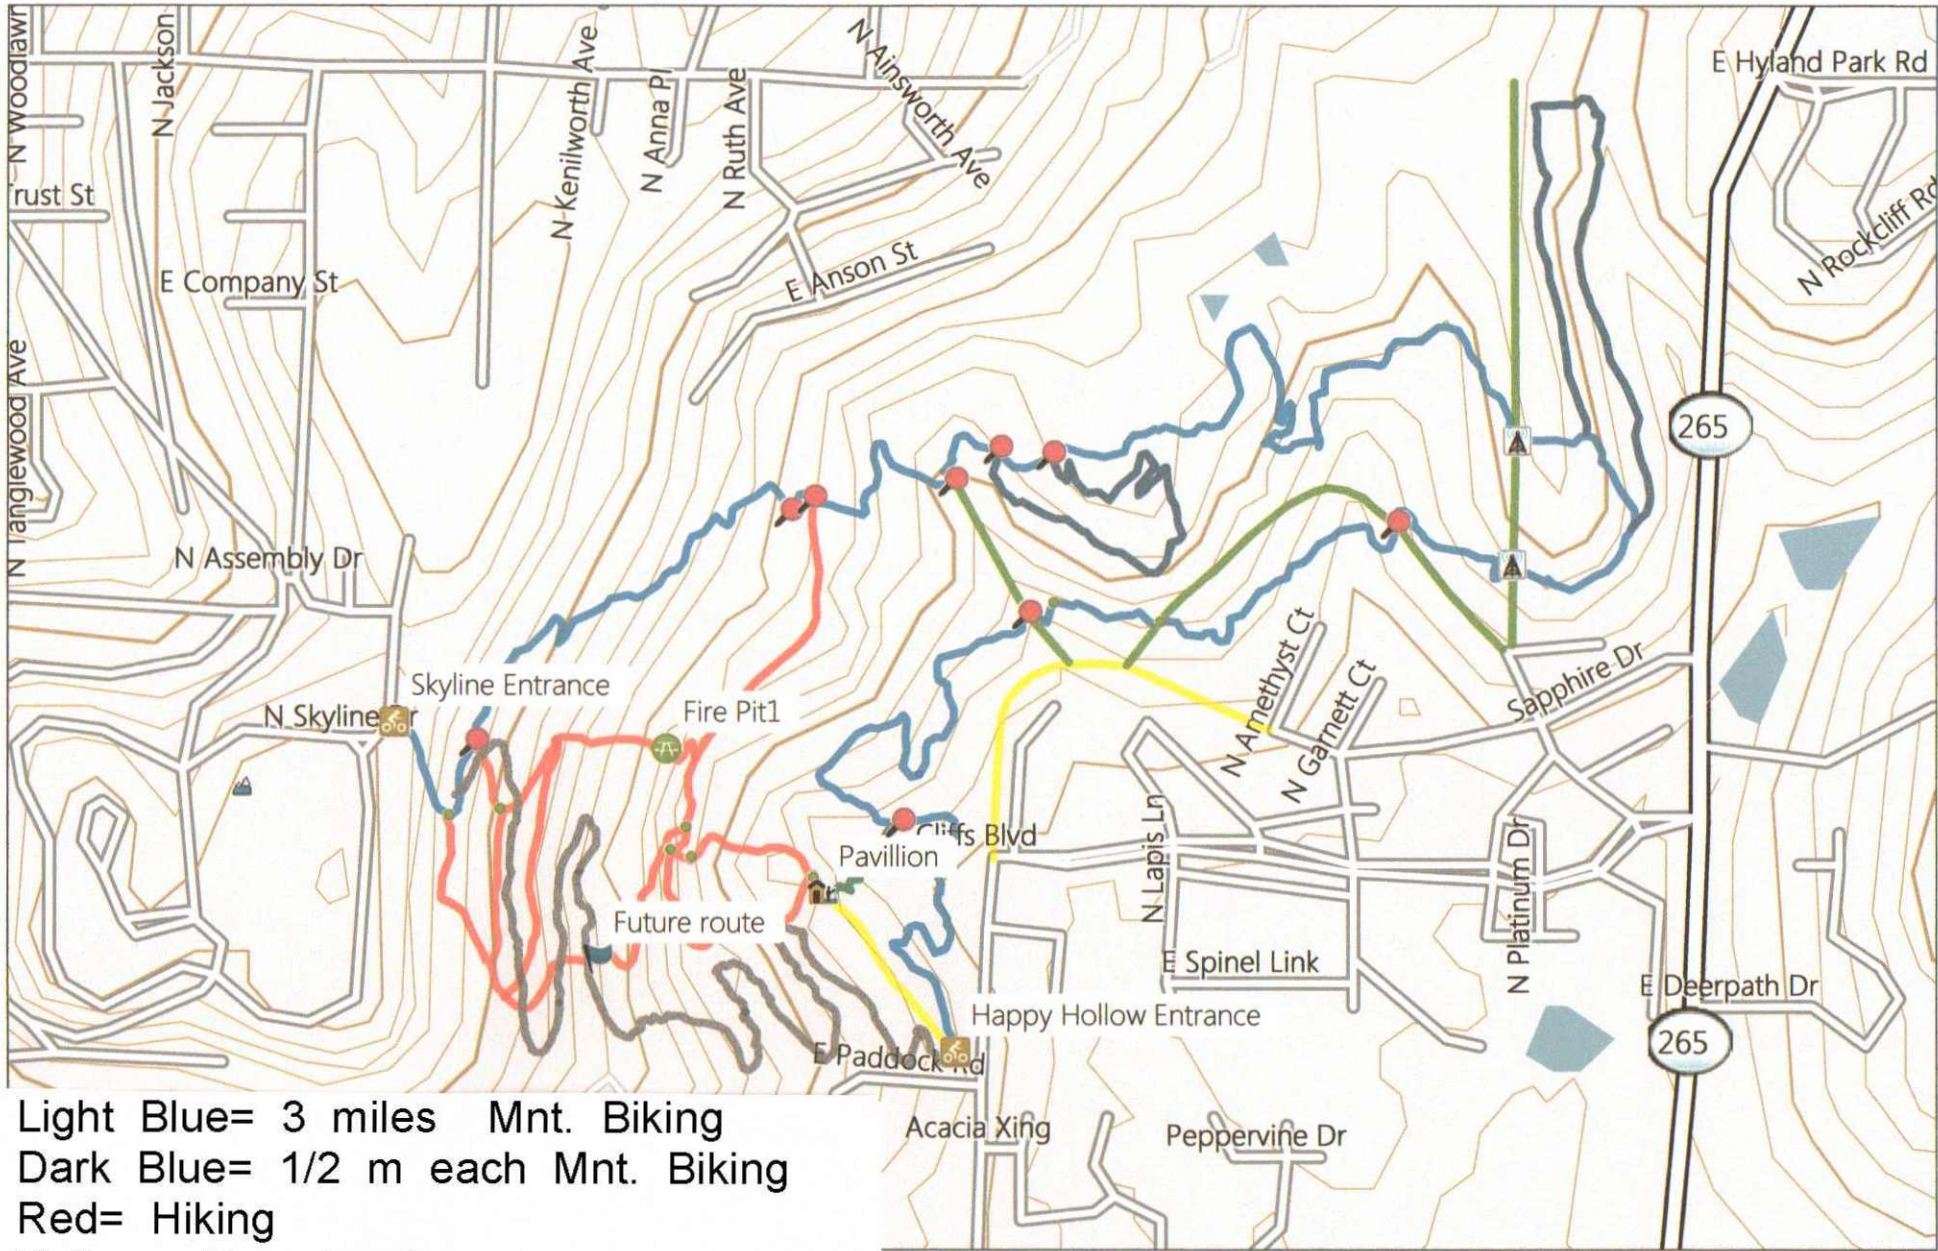 N Woodlawn
N Jackson
N Kenilworth Ave
N Anna Pl
N Ruth Ave
N Ainsworth Ave
E Hyland Park Rd
Trust St
N Rockcliff Rd
E Company St
E Anson St
N Tanglewood Ave
265
N Assembly Dr
N Amethyst Ct
N Garnett Ct
Sapphire Dr
Skyline Entrance
N Skyline Dr
Fire Pit1
Cliffs Blvd
Pavillion
N Lapis Ln
N Platinum Dr
Future route
E Spinel Link
E Deerpath Dr
Happy Hollow Entrance
265
E Paddock Rd
Acacia Xing
Peppervine Dr
Light Blue= 3 miles Mnt. Biking
Dark Blue= 1/2 m each Mnt. Biking
Red= Hiking